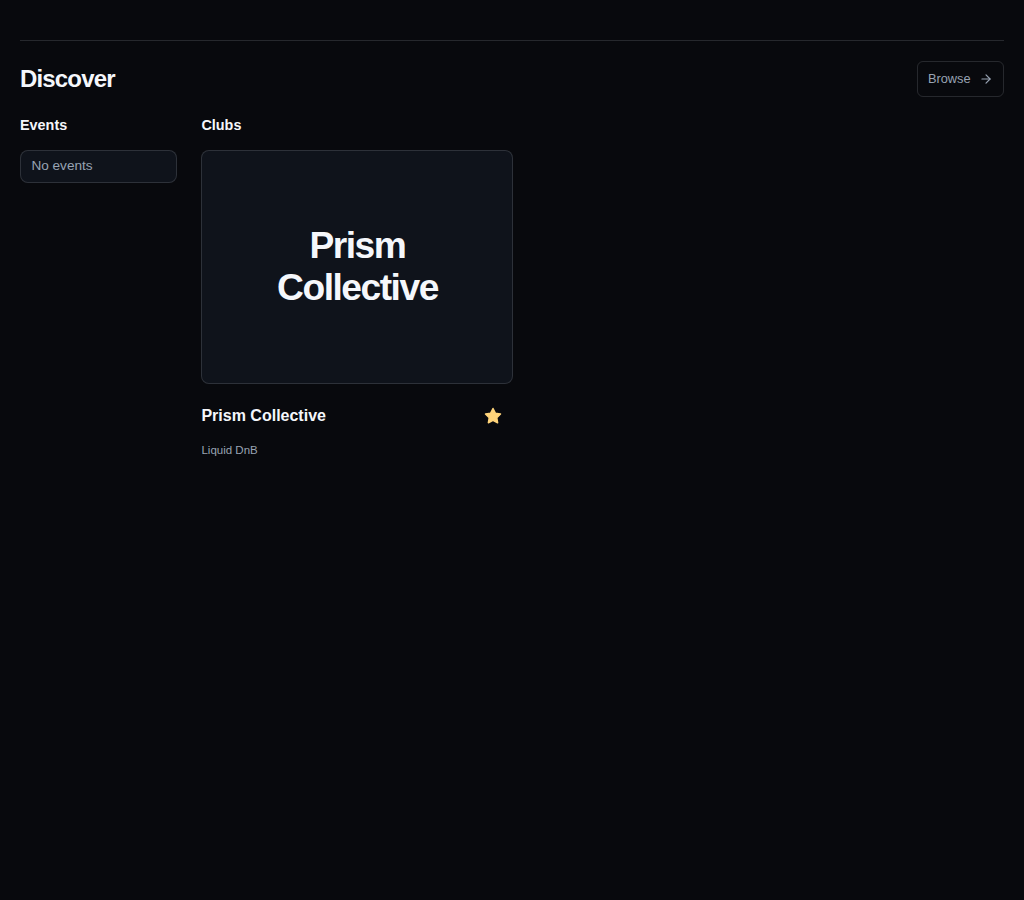 Discover
Browse
Events
Clubs
No events
Prism
Collective
Prism Collective
Liquid DnB